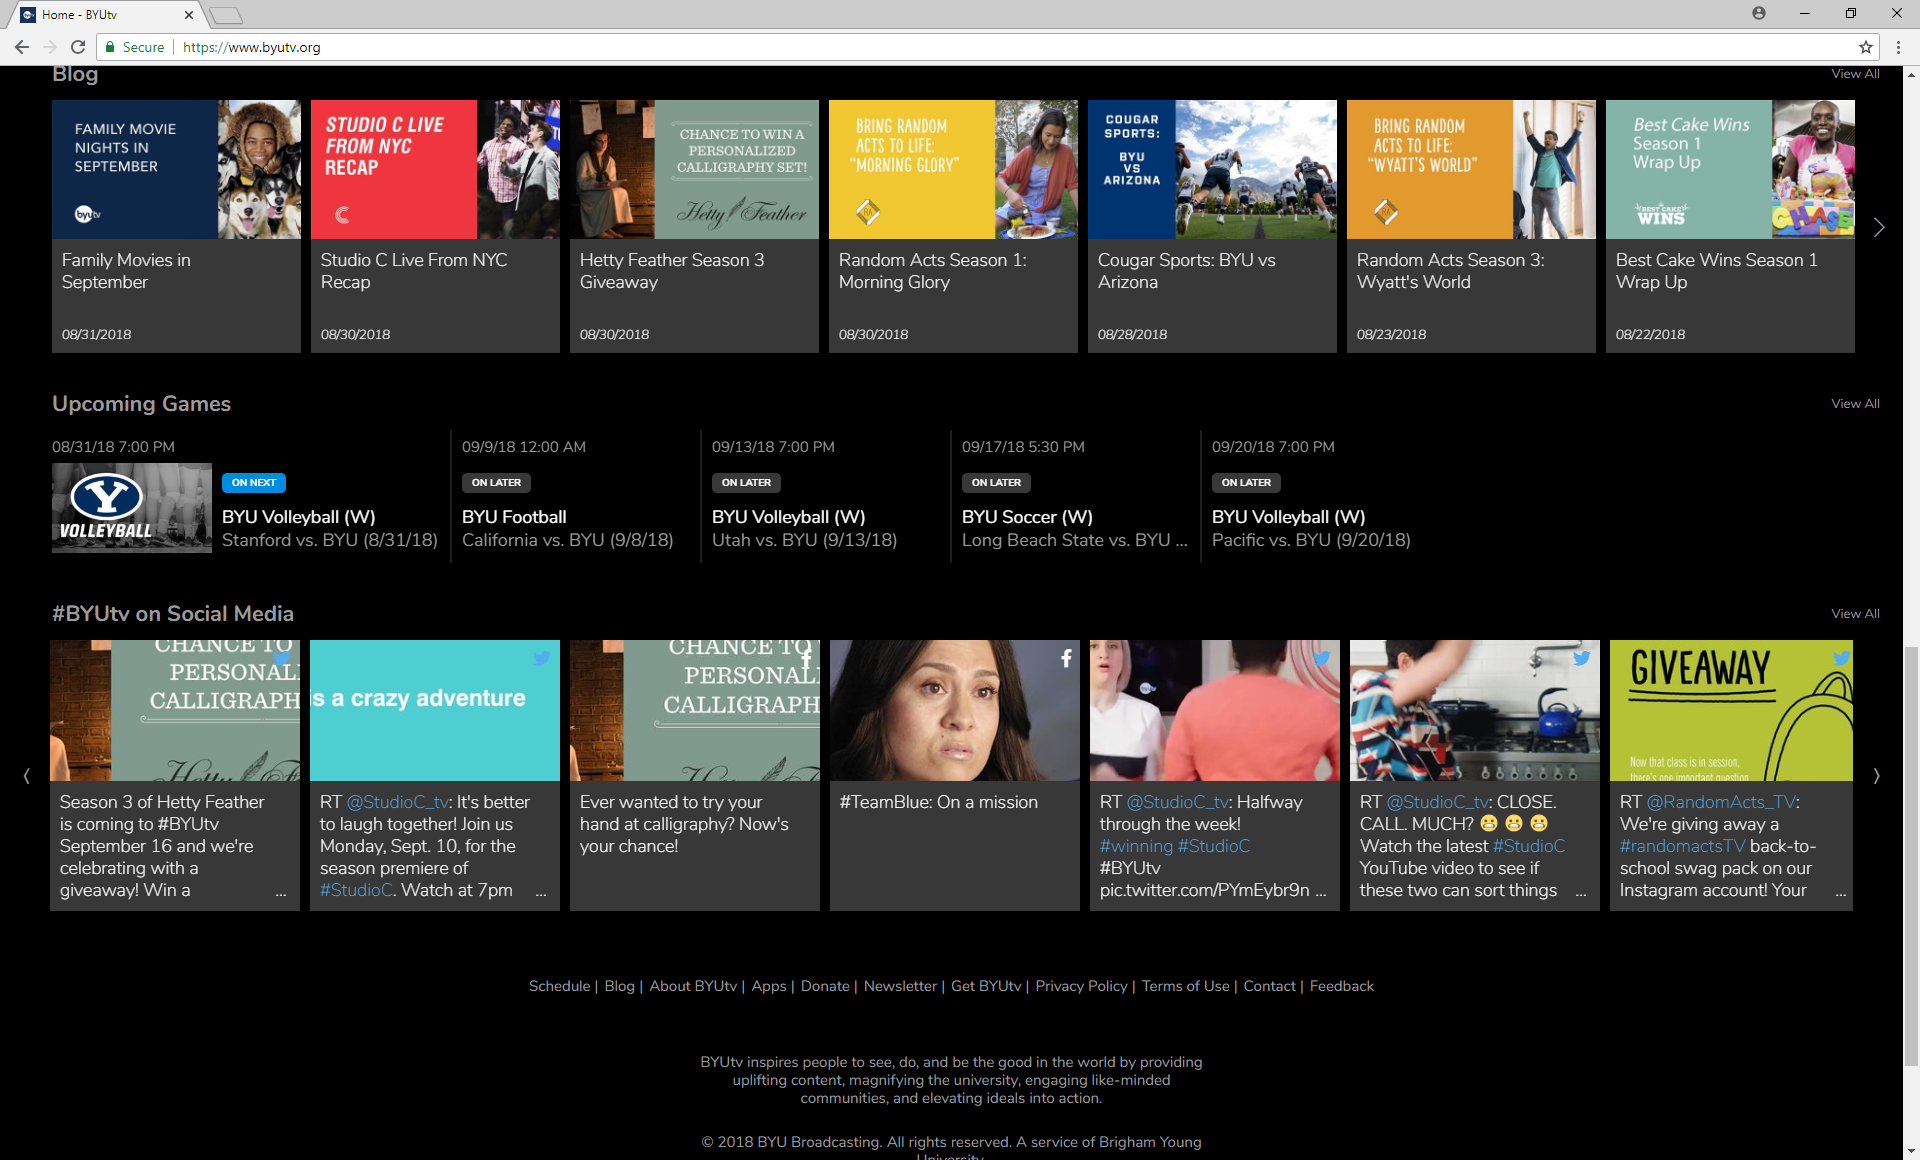 Home - BYUtv
Secure
https://www.byutv.org
Blog
View All
FAMILY MOVIE
NIGHTS IN
SEPTEMBER
byutv
STUDIO C LIVE
FROM NYC
RECAP
C
CHANCE TO WIN A
PERSONALIZED
CALLIGRAPHY SET!
Hetty Feather
BRING RANDOM
ACTS TO LIFE:
"MORNING GLORY"
COUGAR
SPORTS:
BYU
VS
ARIZONA
BRING RANDOM
ACTS TO LIFE:
"WYATT'S WORLD"
Best Cake Wins
Season 1
Wrap Up
BEST CAKE
WINS
CHASE
Family Movies in
September
08/31/2018
Studio C Live From NYC
Recap
08/30/2018
Hetty Feather Season 3
Giveaway
08/30/2018
Random Acts Season 1:
Morning Glory
08/30/2018
Cougar Sports: BYU vs
Arizona
08/28/2018
Random Acts Season 3:
Wyatt's World
08/23/2018
Best Cake Wins Season 1
Wrap Up
08/22/2018
Upcoming Games
View All
08/31/18 7:00 PM
Y
VOLLEYBALL
ON NEXT
BYU Volleyball (W)
Stanford vs. BYU (8/31/18)
09/9/18 12:00 AM
ON LATER
BYU Football
California vs. BYU (9/8/18)
09/13/18 7:00 PM
ON LATER
BYU Volleyball (W)
Utah vs. BYU (9/13/18)
09/17/18 5:30 PM
ON LATER
BYU Soccer (W)
Long Beach State vs. BYU ...
09/20/18 7:00 PM
ON LATER
BYU Volleyball (W)
Pacific vs. BYU (9/20/18)
#BYUtv on Social Media
View All
CHANCE TO
PERSONAL
CALLIGRAPH
Season 3 of Hetty Feather
is coming to #BYUtv
September 16 and we're
celebrating with a
giveaway! Win a ...
is a crazy adventure
RT @StudioC_tv: It's better
to laugh together! Join us
Monday, Sept. 10, for the
season premiere of
#StudioC. Watch at 7pm ...
CHANCE TO
PERSONAL
CALLIGRAPH
Ever wanted to try your
hand at calligraphy? Now's
your chance!
#TeamBlue: On a mission
byutv
RT @StudioC_tv: Halfway
through the week!
#winning #StudioC
#BYUtv
pic.twitter.com/PYmEybr9n ...
RT @StudioC_tv: CLOSE.
CALL. MUCH? 😬 😬 😬
Watch the latest #StudioC
YouTube video to see if
these two can sort things ...
GIVEAWAY
Now that class is in session,
there's one important question
RT @RandomActs_TV:
We're giving away a
#randomactsTV back-to-
school swag pack on our
Instagram account! Your ...
Schedule | Blog | About BYUtv | Apps | Donate | Newsletter | Get BYUtv | Privacy Policy | Terms of Use | Contact | Feedback
BYUtv inspires people to see, do, and be the good in the world by providing
uplifting content, magnifying the university, engaging like-minded
communities, and elevating ideals into action.
© 2018 BYU Broadcasting. All rights reserved. A service of Brigham Young
University.